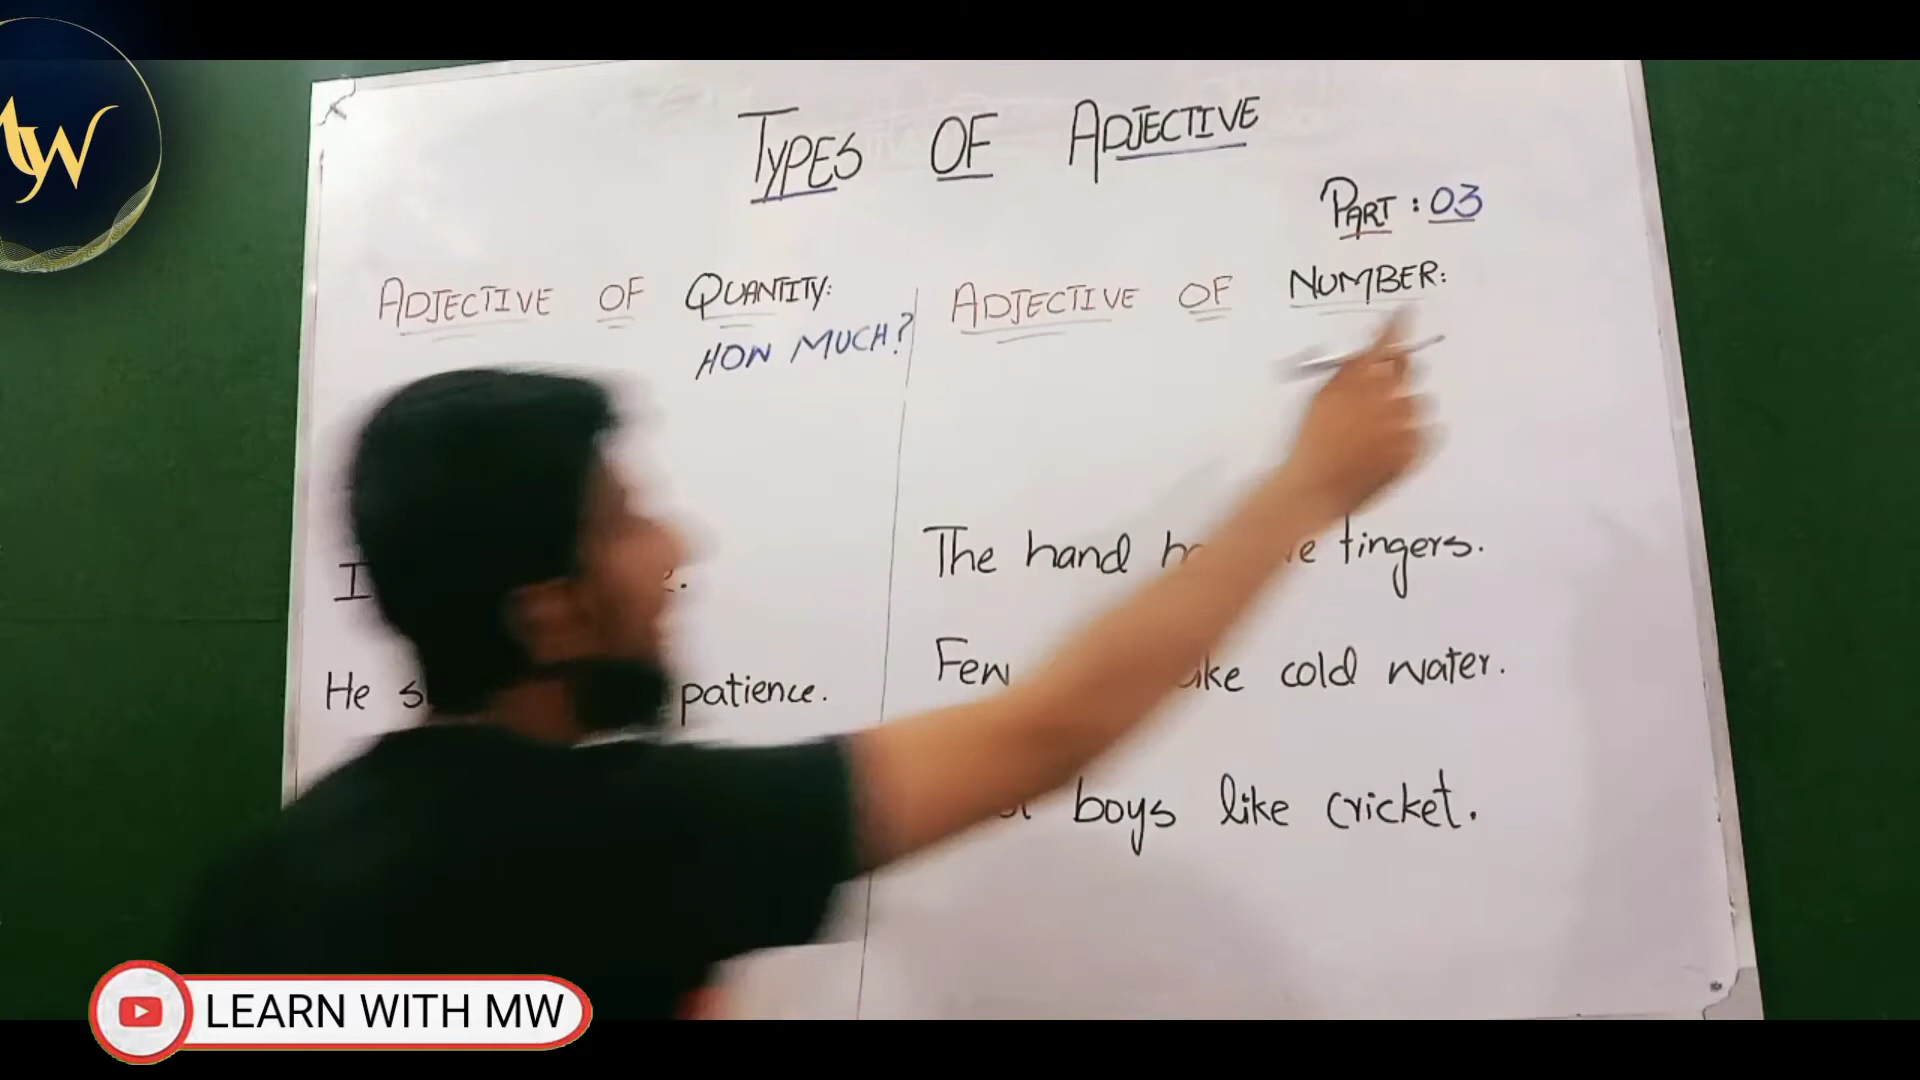 MW
TYPES OF ADJECTIVE
PART : 03
ADJECTIVE OF QUANTITY:
HOW MUCH?
I
He patience.
ADJECTIVE OF NUMBER:
The hand fingers.
Few cold water.
boys like cricket.
LEARN WITH MW